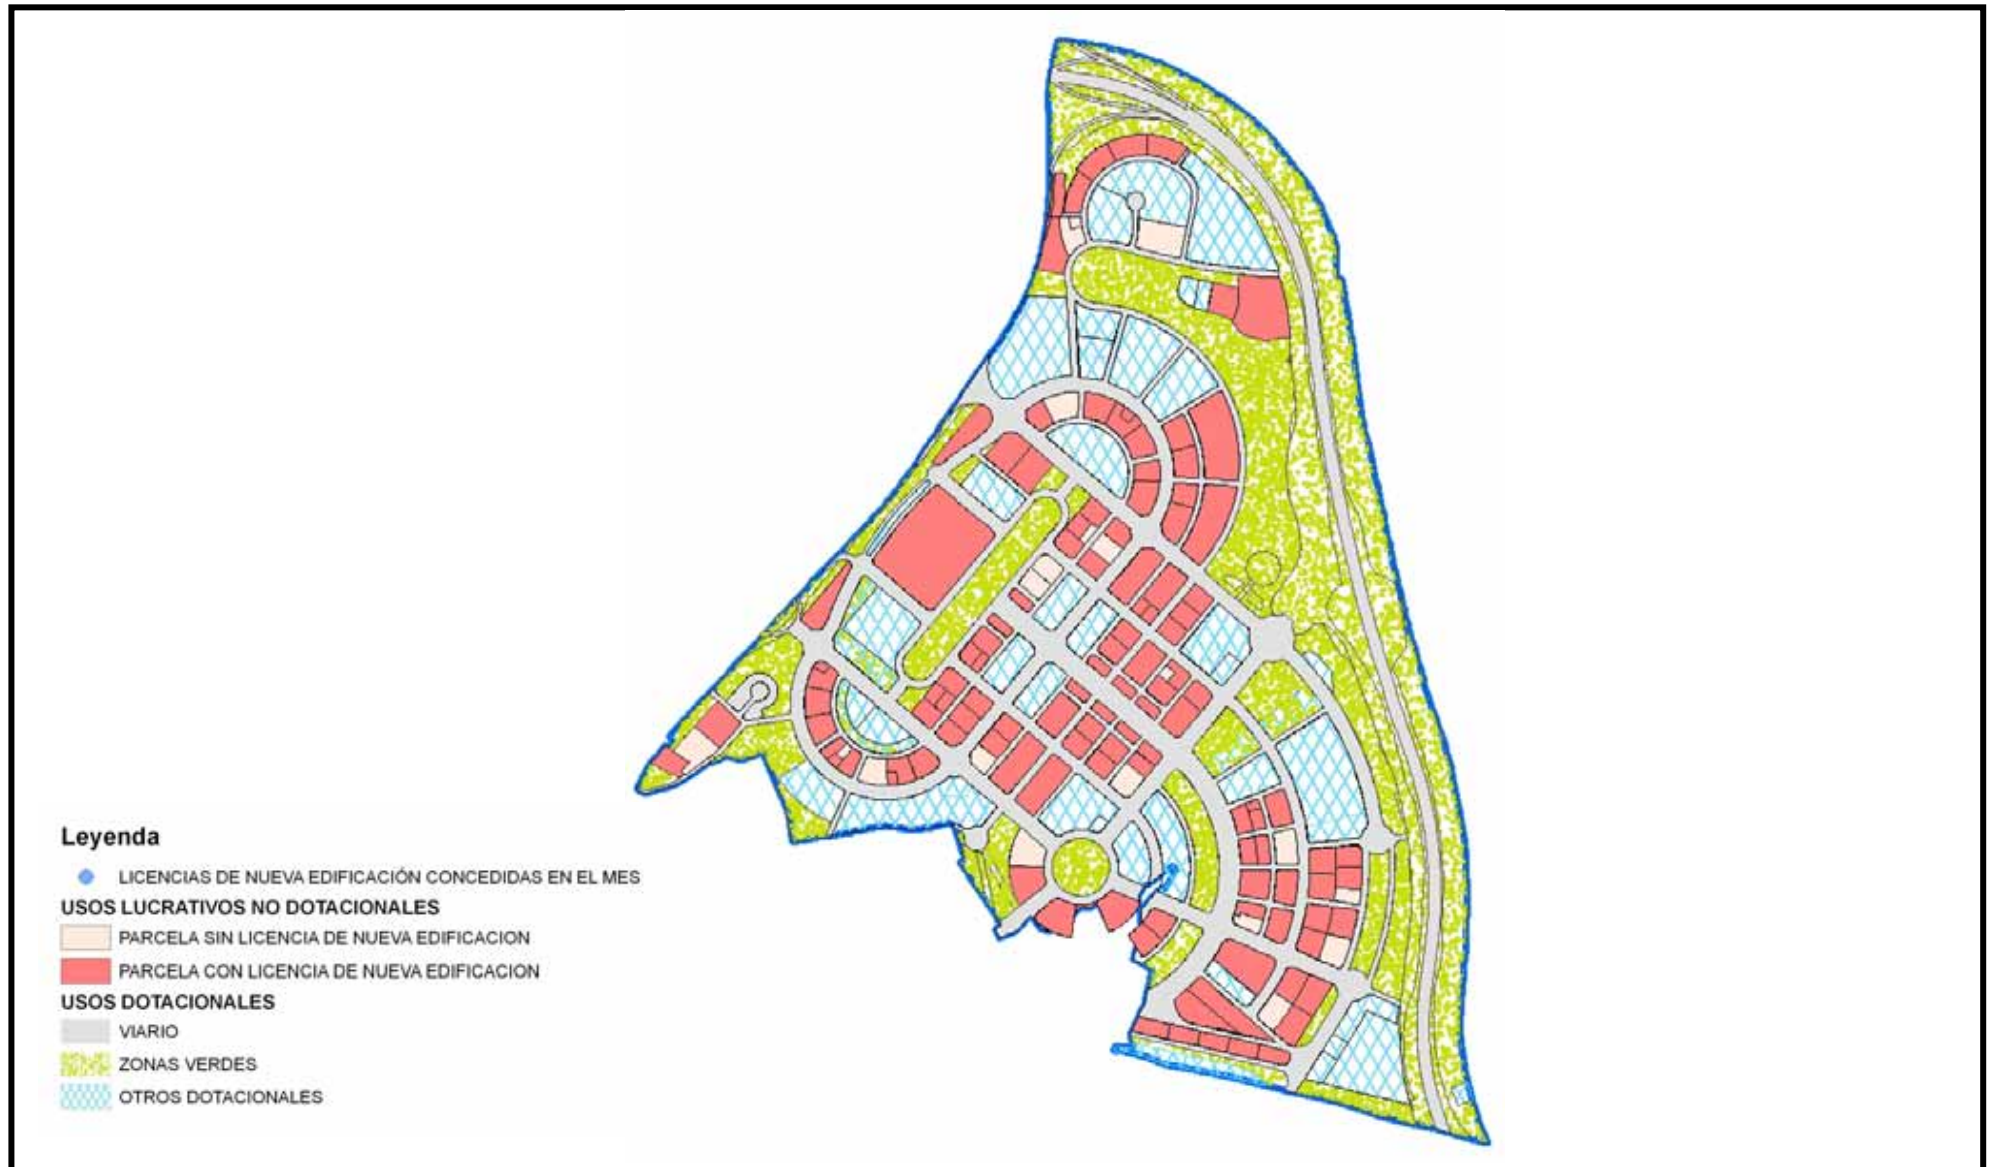 Leyenda
LICENCIAS DE NUEVA EDIFICACIÓN CONCEDIDAS EN EL MES
USOS LUCRATIVOS NO DOTACIONALES
PARCELA SIN LICENCIA DE NUEVA EDIFICACION
PARCELA CON LICENCIA DE NUEVA EDIFICACION
USOS DOTACIONALES
VIARIO
ZONAS VERDES
OTROS DOTACIONALES